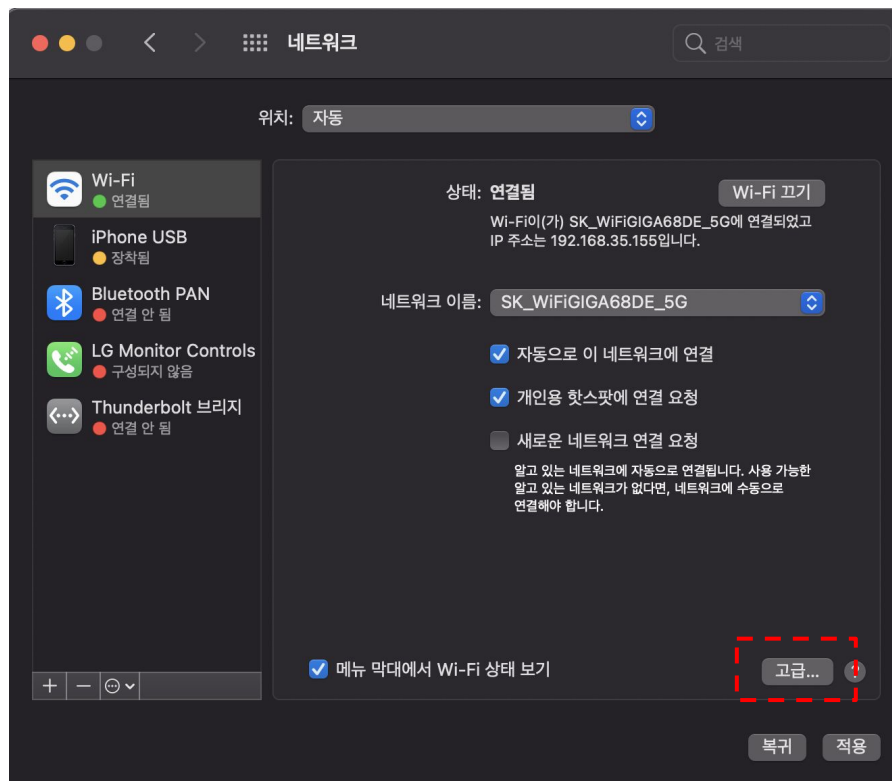 네트워크
검색
위치: 자동
Wi-Fi
연결됨
iPhone USB
장착됨
Bluetooth PAN
연결 안 됨
LG Monitor Controls
구성되지 않음
Thunderbolt 브리지
연결 안 됨
상태: 연결됨
Wi-Fi 끄기
Wi-Fi이(가) SK_WiFiGIGA68DE_5G에 연결되었고
IP 주소는 192.168.35.155입니다.
네트워크 이름: SK_WiFiGIGA68DE_5G
자동으로 이 네트워크에 연결
개인용 핫스팟에 연결 요청
새로운 네트워크 연결 요청
알고 있는 네트워크에 자동으로 연결됩니다. 사용 가능한
알고 있는 네트워크가 없다면, 네트워크에 수동으로
연결해야 합니다.
메뉴 막대에서 Wi-Fi 상태 보기
고급... ?
복귀 적용